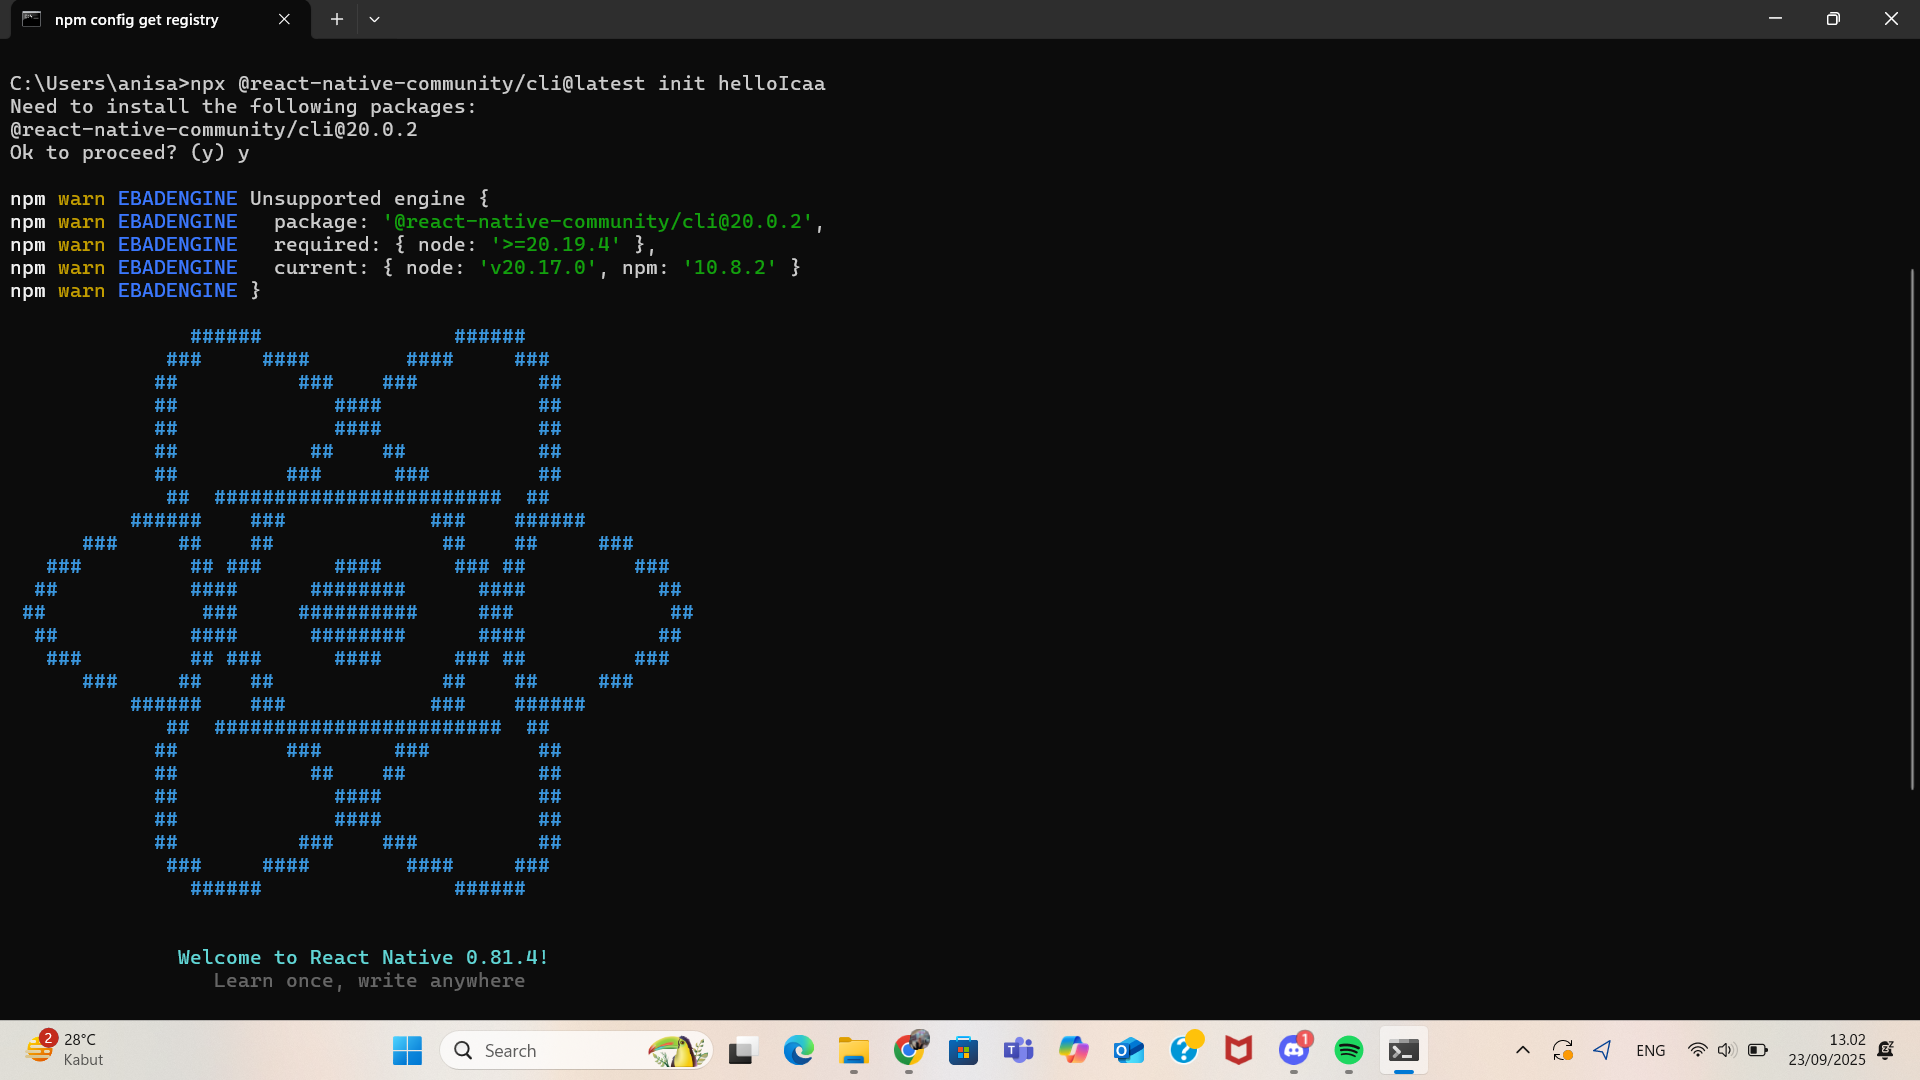 npm config get registry
C:\Users\anisa>npx @react-native-community/cli@latest init helloIcaa
Need to install the following packages:
@react-native-community/cli@20.0.2
Ok to proceed? (y) y
npm warn EBADENGINE Unsupported engine {
npm warn EBADENGINE   package: '@react-native-community/cli@20.0.2',
npm warn EBADENGINE   required: { node: '>=20.19.4' },
npm warn EBADENGINE   current: { node: 'v20.17.0', npm: '10.8.2' }
npm warn EBADENGINE }
               ######                ######
             ###     ####        ####     ###
            ##          ###    ###          ##
            ##             ####             ##
            ##             ####             ##
            ##           ##    ##           ##
            ##         ###      ###         ##
             ##  ########################  ##
          ######    ###            ###    ######
      ###     ##    ##              ##    ##     ###
   ###         ## ###      ####      ### ##         ###
  ##           ####      ########      ####           ##
 ##             ###     ##########     ###             ##
  ##           ####      ########      ####           ##
   ###         ## ###      ####      ### ##         ###
      ###     ##    ##              ##    ##     ###
          ######    ###            ###    ######
             ##  ########################  ##
            ##         ###      ###         ##
            ##           ##    ##           ##
            ##             ####             ##
            ##             ####             ##
            ##          ###    ###          ##
             ###     ####        ####     ###
               ######                ######
Welcome to React Native 0.81.4!
Learn once, write anywhere
2
28°C
Kabut
Search
1
ENG
13.02
23/09/2025